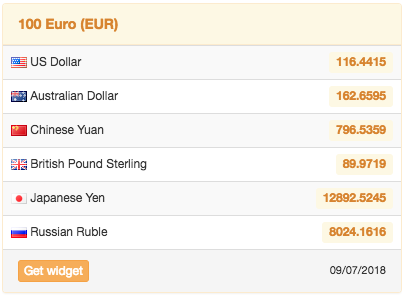 100 Euro (EUR)
US Dollar 116.4415
Australian Dollar 162.6595
Chinese Yuan 796.5359
British Pound Sterling 89.9719
Japanese Yen 12892.5245
Russian Ruble 8024.1616
Get widget 09/07/2018